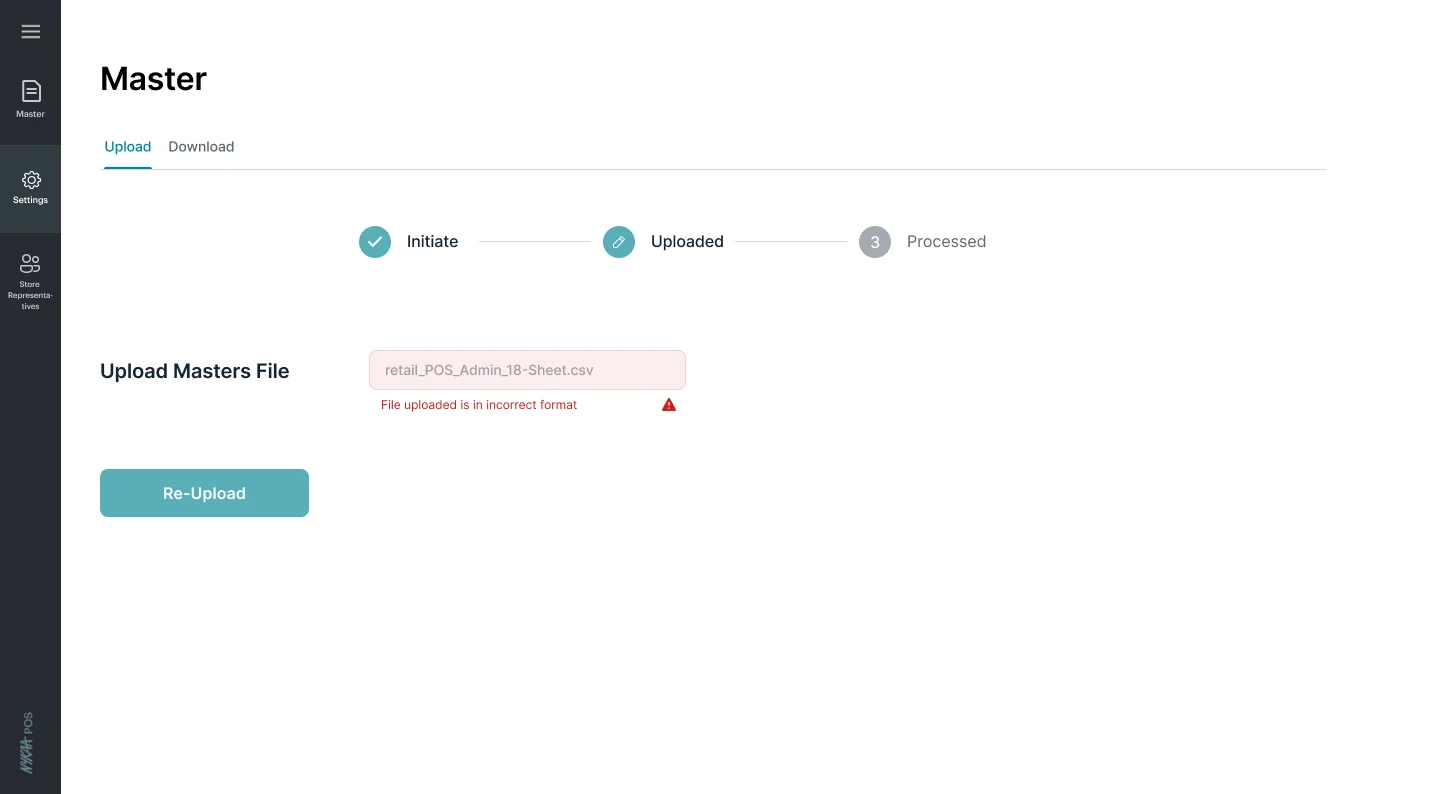 Master
Settings
Store
Representa-
tives
NYKAA POS
Master
Upload
Download
Initiate
Uploaded
3
Processed
Upload Masters File
retail_POS_Admin_18-Sheet.csv
File uploaded is in incorrect format
Re-Upload